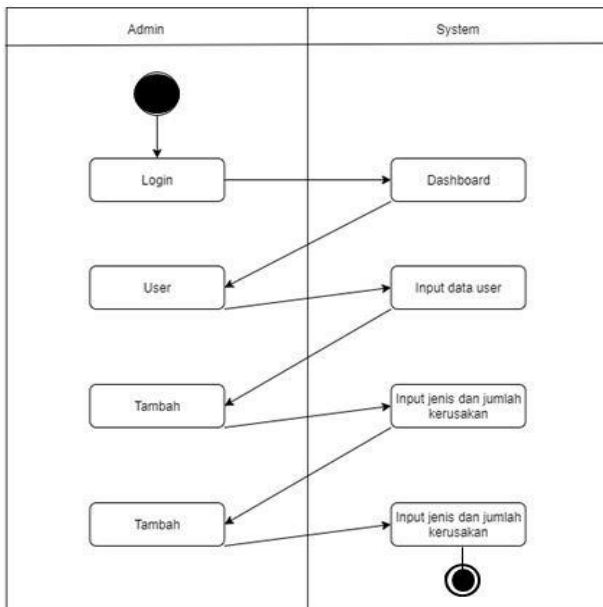 Admin
System
Login
Dashboard
User
Input data user
Tambah
Input jenis dan jumlah
kerusakan
Tambah
Input jenis dan jumlah
kerusakan